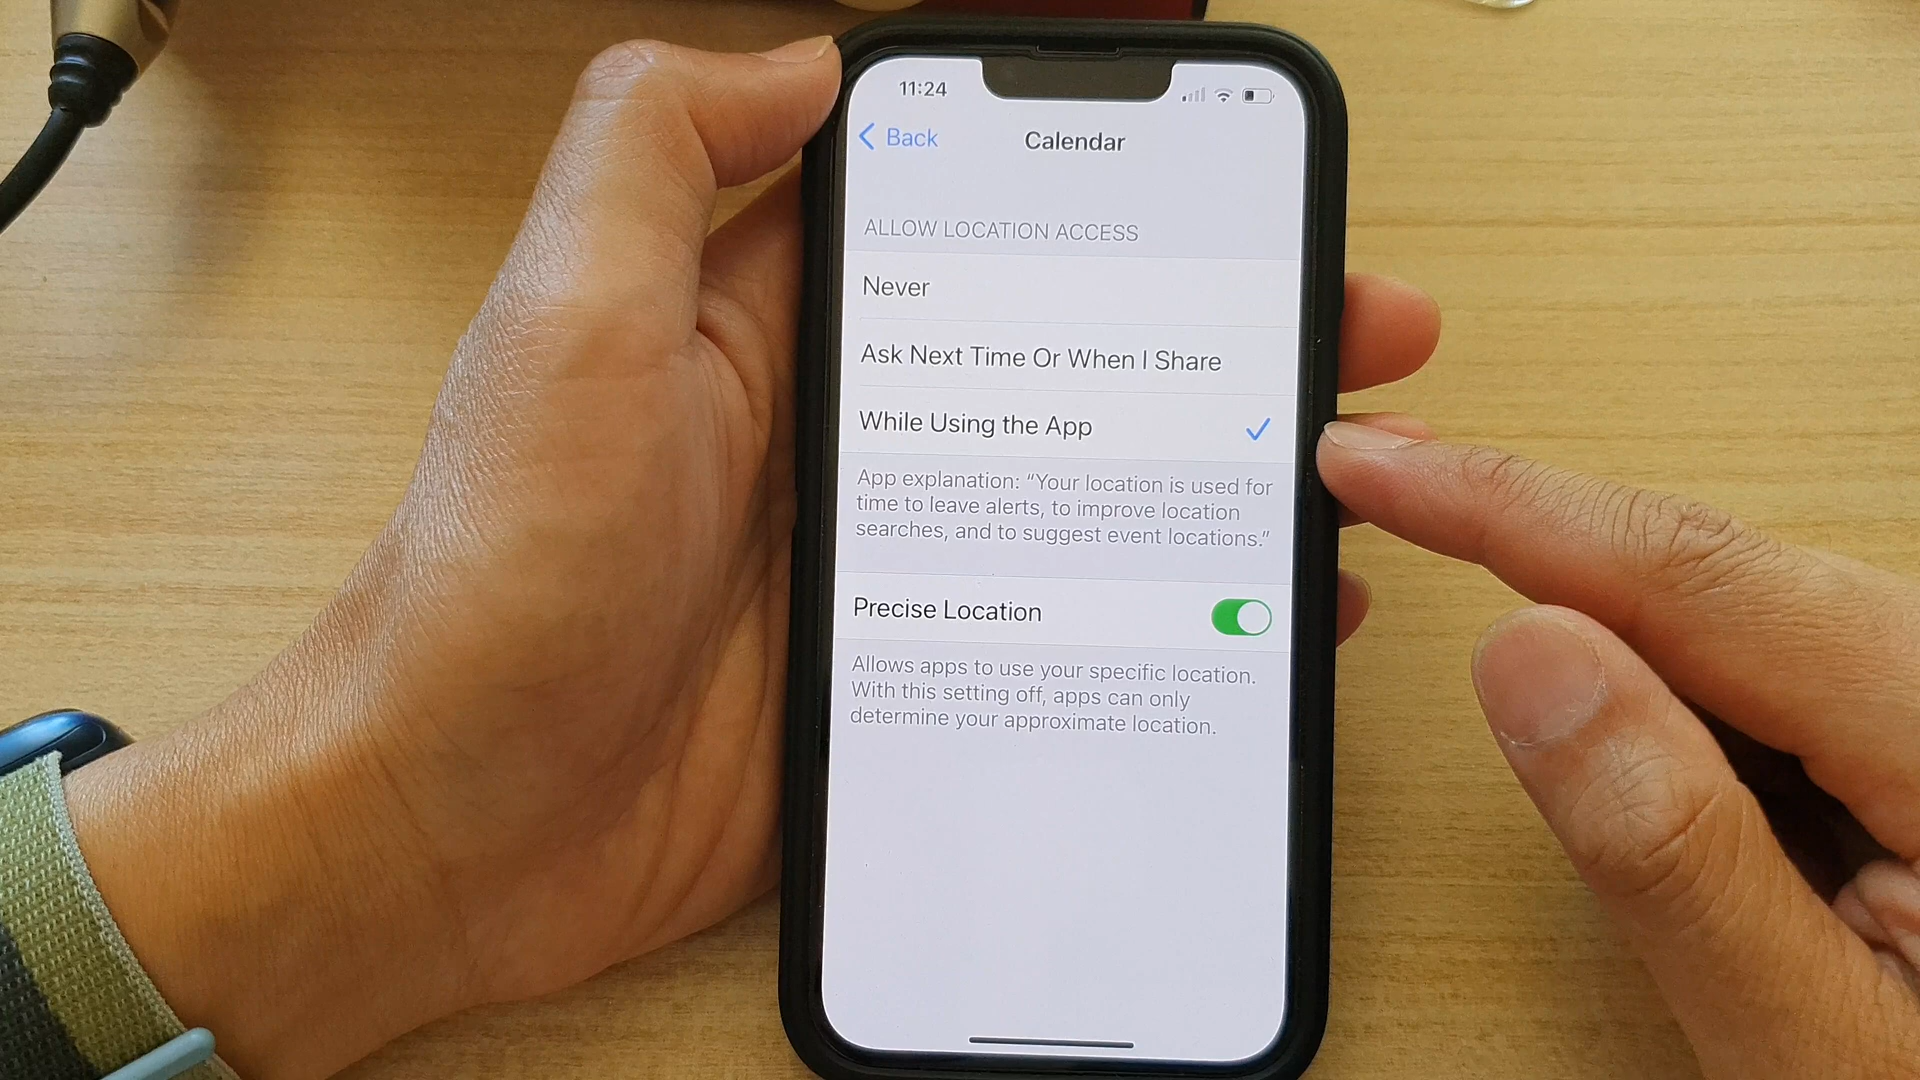 11:24
Back
Calendar
ALLOW LOCATION ACCESS
Never
Ask Next Time Or When I Share
While Using the App
App explanation: “Your location is used for
time to leave alerts, to improve location
searches, and to suggest event locations.”
Precise Location
Allows apps to use your specific location.
With this setting off, apps can only
determine your approximate location.